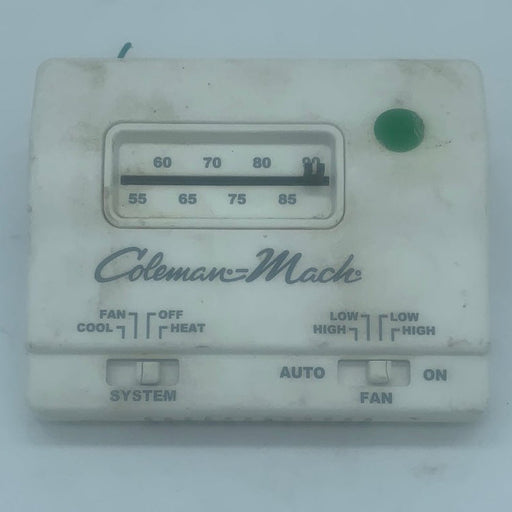 60 70 80 90
55 65 75 85
Coleman-Mach
FAN OFF
COOL HEAT
LOW LOW
HIGH HIGH
AUTO ON
SYSTEM
FAN